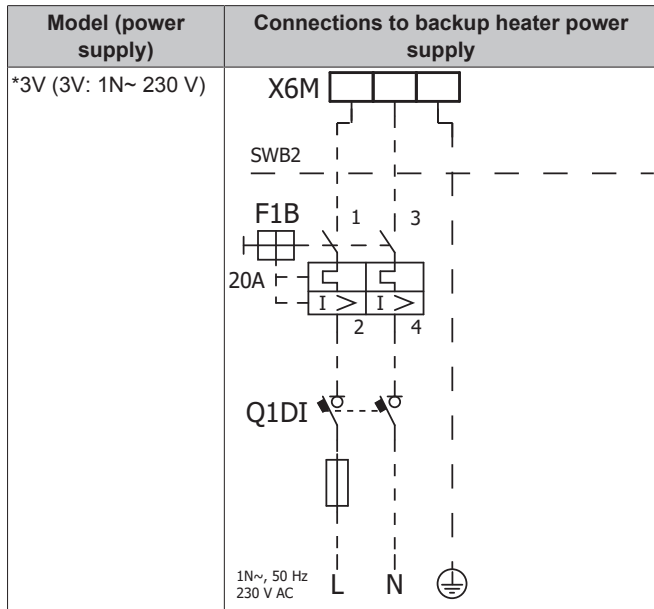 Model (power supply)
Connections to backup heater power supply
*3V (3V: 1N~ 230 V)
X6M
SWB2
F1B
1
3
20A
I >
I >
2
4
Q1DI
1N~, 50 Hz
230 V AC
L
N